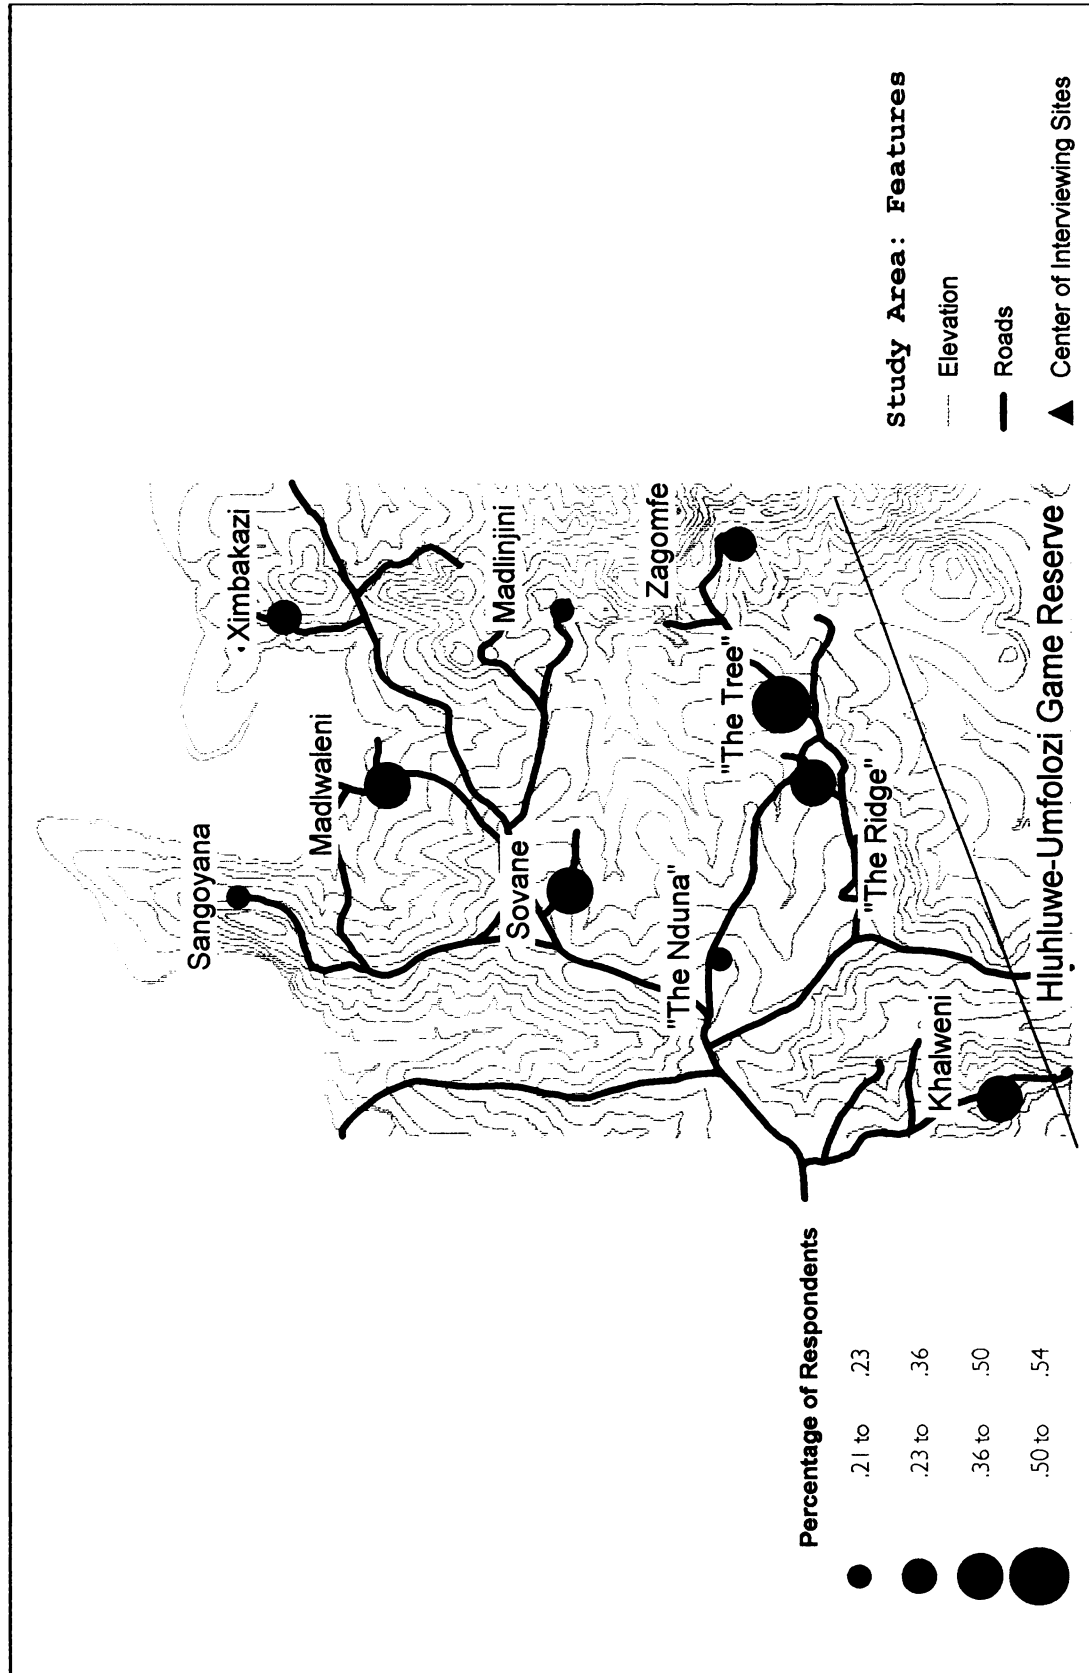 Sangoyana
Ximbakazi
Madlwaleni
Madlinjini
Sovane
Zagomfe
"The Nduna"
"The Tree"
"The Ridge"
Khalweni
Hluhluwe-Umfolozi Game Reserve
Percentage of Respondents
.21 to .23
.23 to .36
.36 to .50
.50 to .54
Study Area: Features
Elevation
Roads
Center of Interviewing Sites